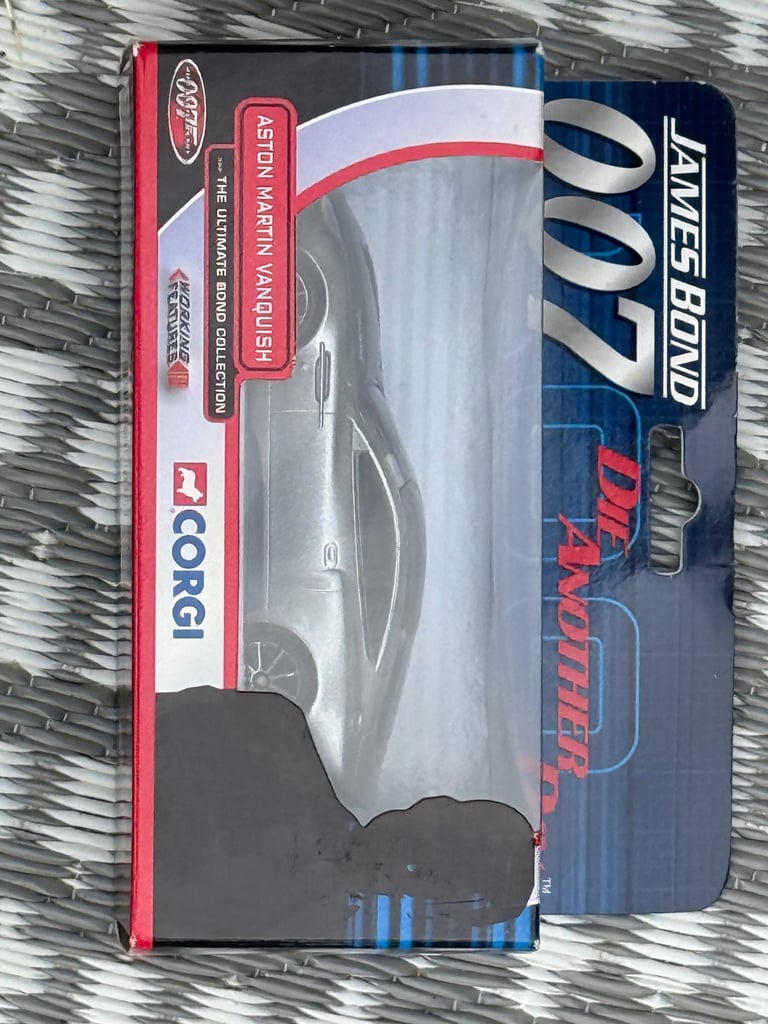 JAMES BOND
007
DIE
ANOTHER
TM
007
ASTON MARTIN VANQUISH
THE ULTIMATE BOND COLLECTION
WORKING
FEATURES
CORGI